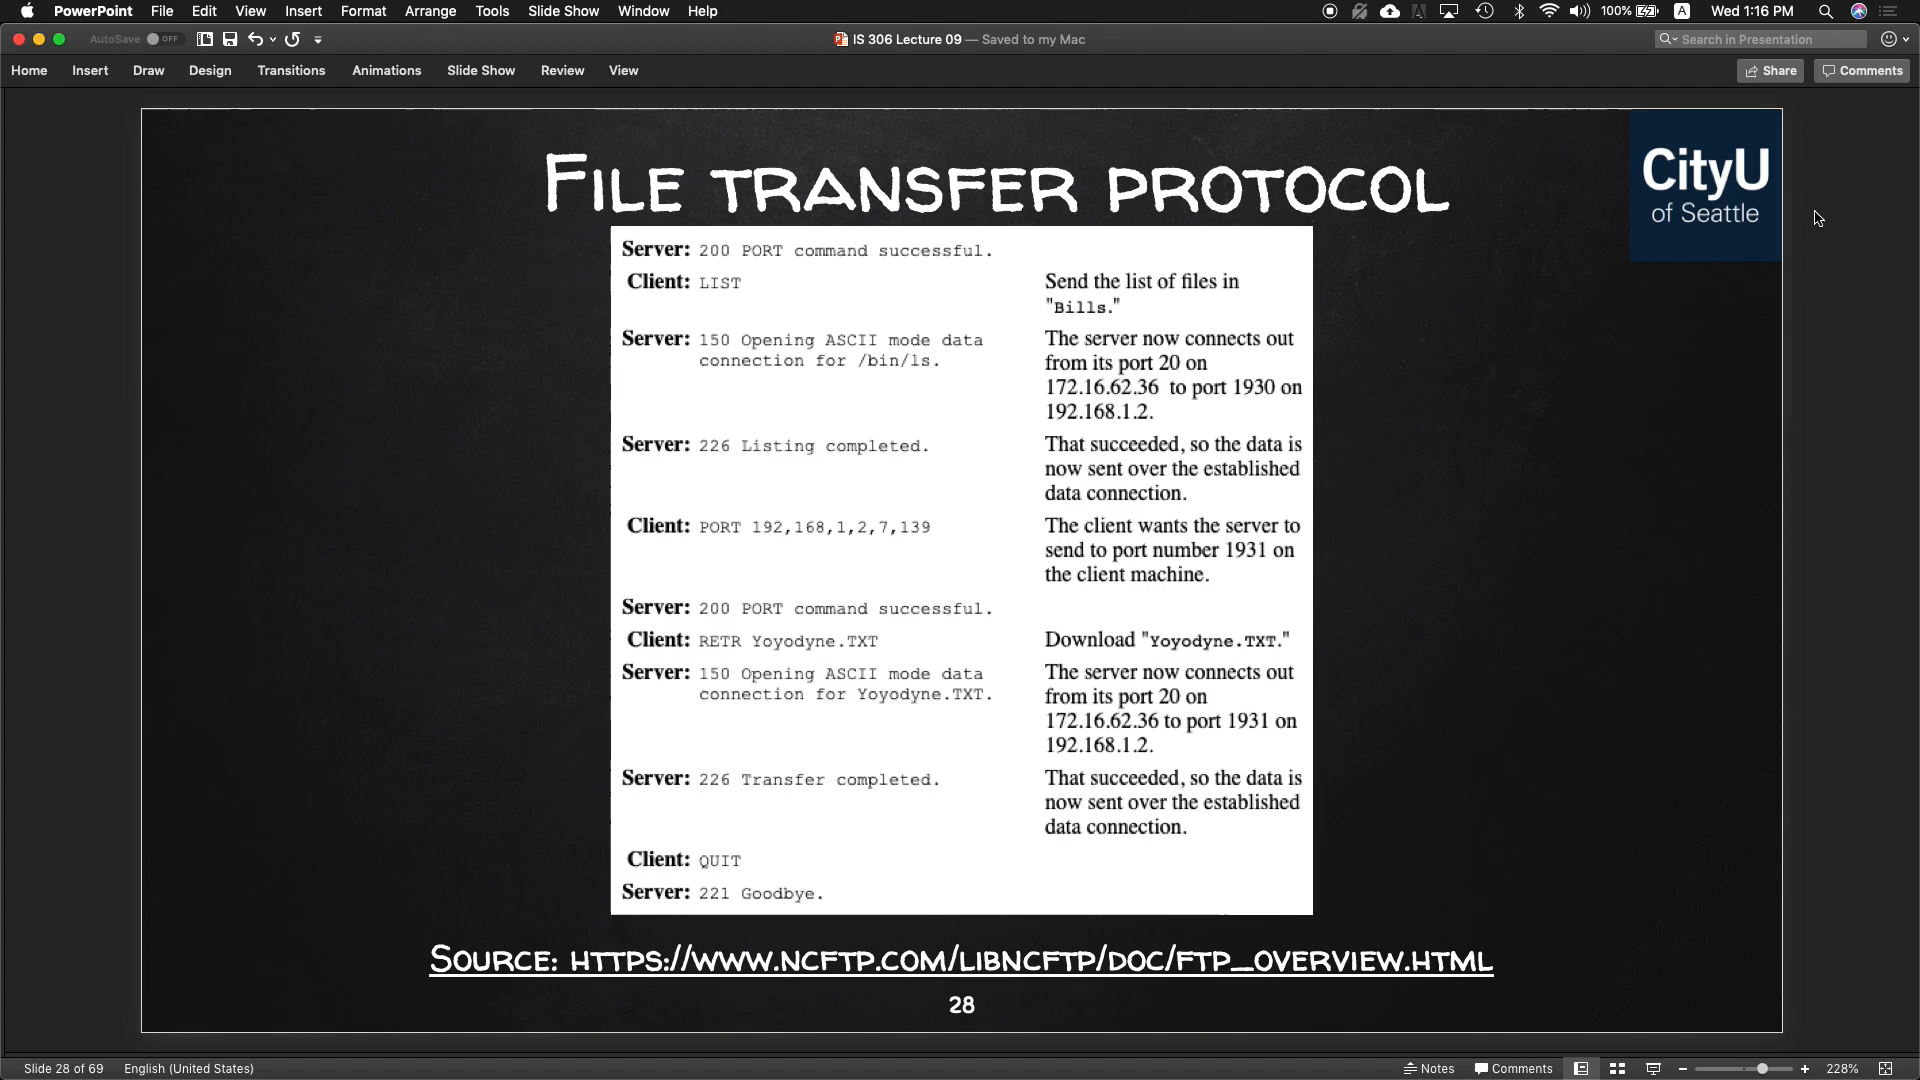 PowerPoint File Edit View Insert Format Arrange Tools Slide Show Window Help 100% A Wed 1:16 PM
AutoSave OFF IS 306 Lecture 09 — Saved to my Mac Search in Presentation
Home Insert Draw Design Transitions Animations Slide Show Review View Share Comments
FILE TRANSFER PROTOCOL
CityU
of Seattle
Server: 200 PORT command successful.
Client: LIST
Send the list of files in
"Bills."
Server: 150 Opening ASCII mode data
connection for /bin/ls.
The server now connects out
from its port 20 on
172.16.62.36 to port 1930 on
192.168.1.2.
Server: 226 Listing completed.
That succeeded, so the data is
now sent over the established
data connection.
Client: PORT 192,168,1,2,7,139
The client wants the server to
send to port number 1931 on
the client machine.
Server: 200 PORT command successful.
Client: RETR Yoyodyne.TXT
Download "Yoyodyne.TXT."
Server: 150 Opening ASCII mode data
connection for Yoyodyne.TXT.
The server now connects out
from its port 20 on
172.16.62.36 to port 1931 on
192.168.1.2.
Server: 226 Transfer completed.
That succeeded, so the data is
now sent over the established
data connection.
Client: QUIT
Server: 221 Goodbye.
SOURCE: HTTPS://WWW.NCFTP.COM/LIBNCFTP/DOC/FTP_OVERVIEW.HTML
28
Slide 28 of 69 English (United States) Notes Comments 228%